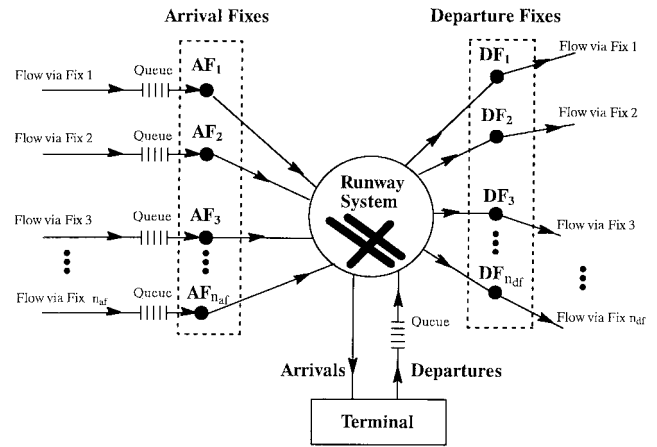 Arrival Fixes
Departure Fixes
Flow via Fix 1
Queue
AF1
Flow via Fix 2
Queue
AF2
Flow via Fix 3
Queue
AF3
Flow via Fix naf
Queue
AFnaf
Runway
System
DF1
Flow via Fix 1
DF2
Flow via Fix 2
DF3
Flow via Fix 3
DFndf
Flow via Fix ndf
Queue
Arrivals
Departures
Terminal